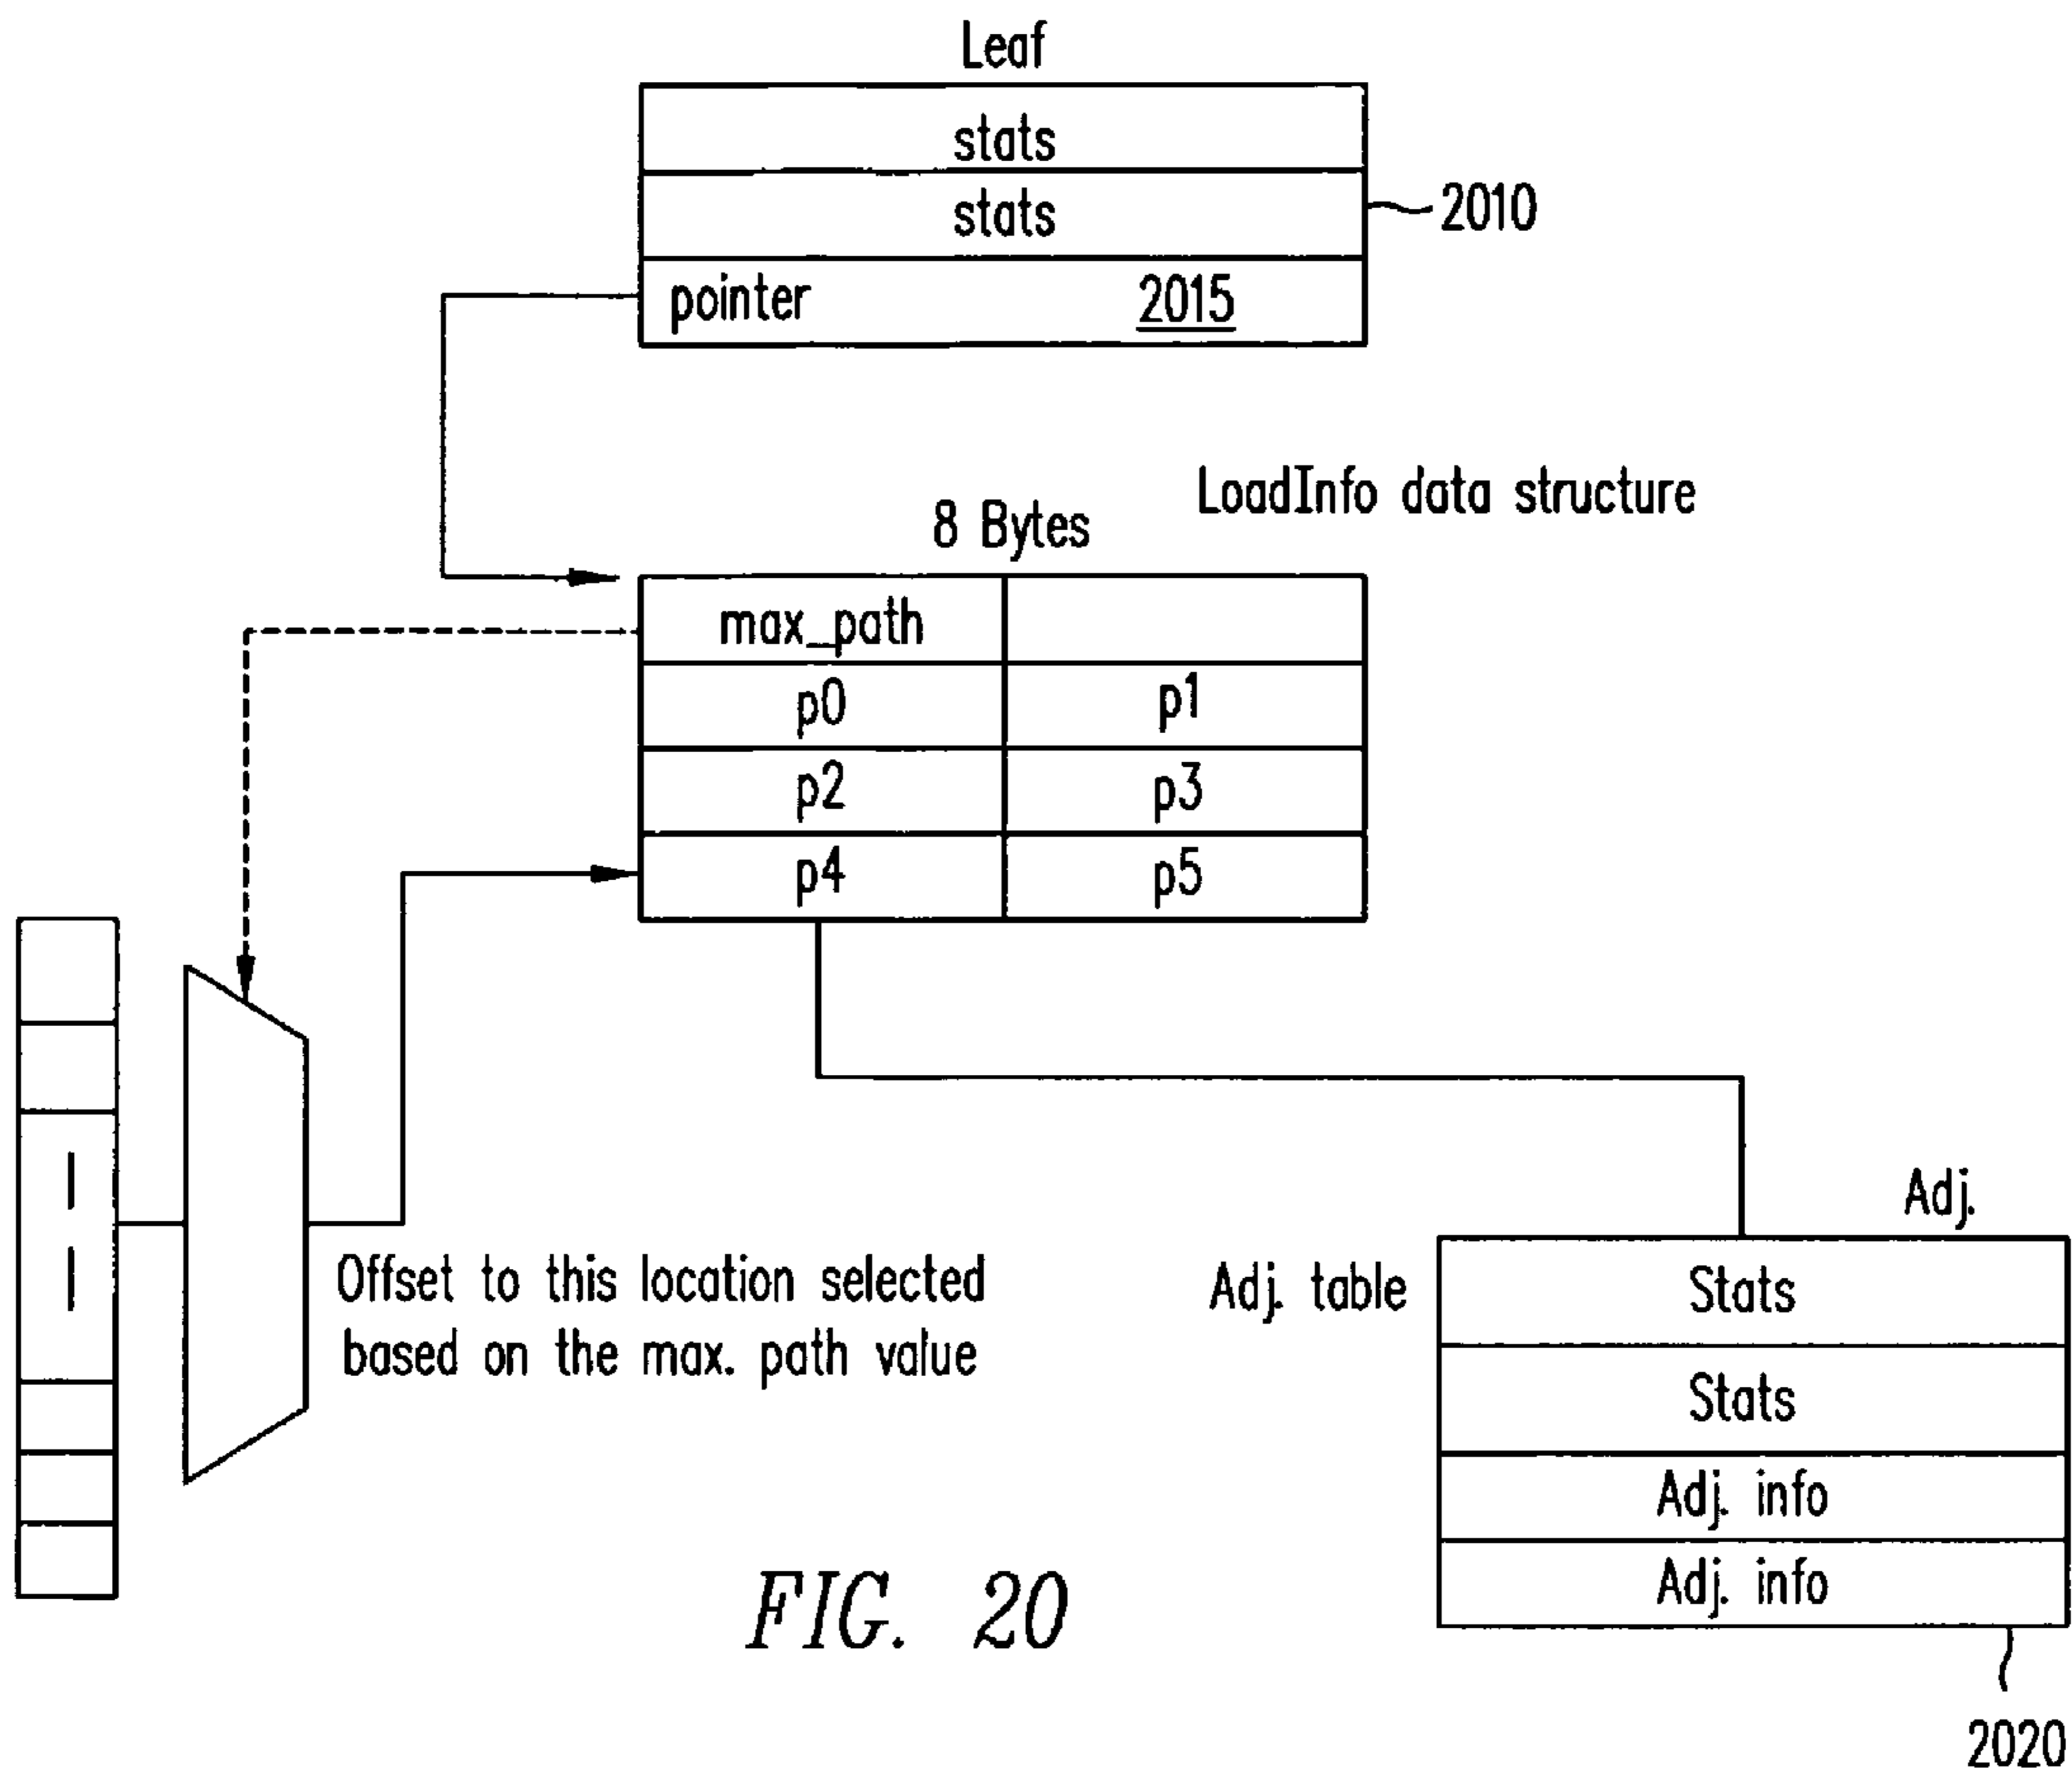 Leaf
stats
stats
2010
pointer 2015
LoadInfo data structure
8 Bytes
max_path
p0 p1
p2 p3
p4 p5
Offset to this location selected
based on the max. path value
Adj.
Adj. table
Stats
Stats
Adj. info
Adj. info
2020
FIG. 20